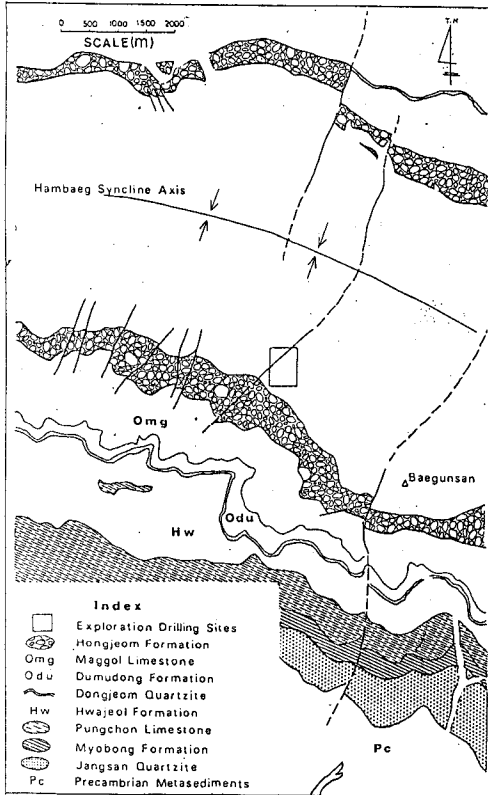 0 500 1000 1500 2000
SCALE(m)
T.N
Hambaeg Syncline Axis
Omg
Baegunsan
Odu
Hw
Index
Exploration Drilling Sites
Hongjeom Formation
Omg Maggol Limestone
Odu Dumudong Formation
Dongjeom Quartzite
Hw Hwajeol Formation
Pungchon Limestone
Myobong Formation
Jangsan Quartzite
Pc Precambrian Metasediments
Pc